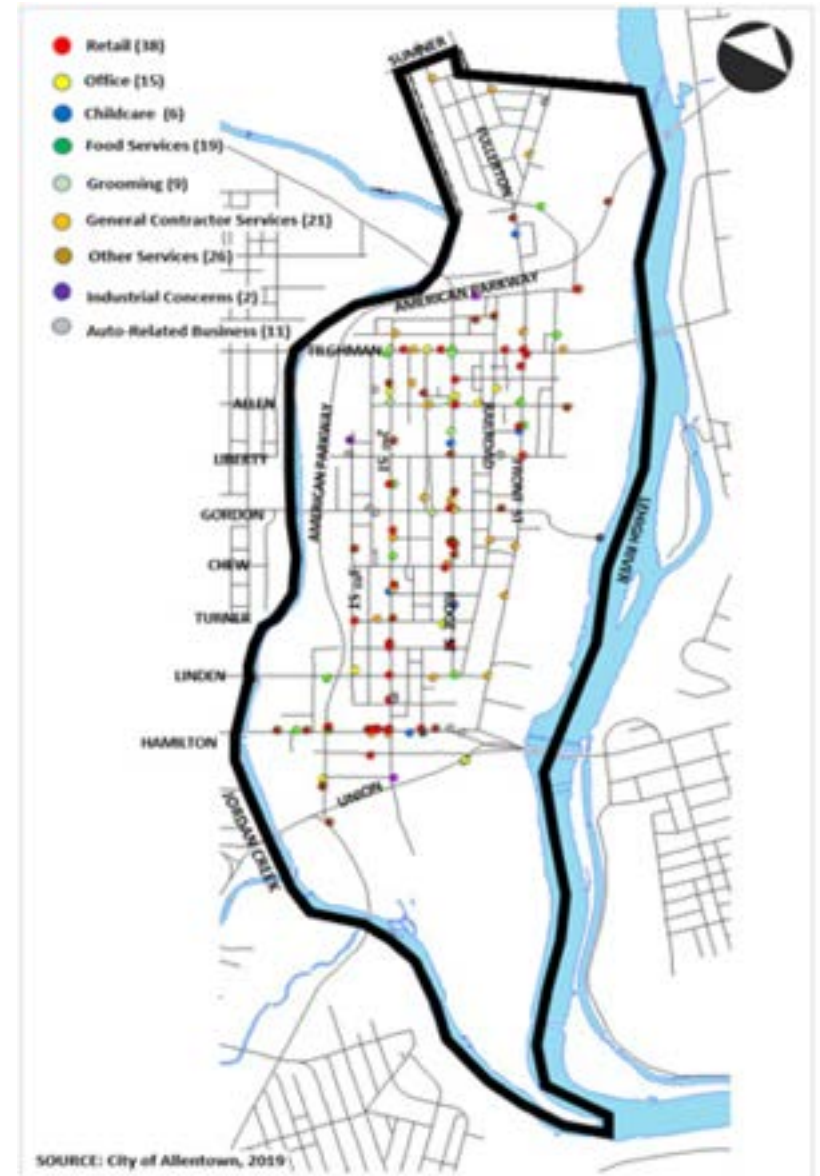 SUMNER
Retail (38)
Office (15)
Childcare (6)
Food Services (19)
Grooming (9)
General Contractor Services (21)
Other Services (26)
Industrial Concerns (2)
Auto-Related Business (11)
FULLERTON
AMERICAN PARKWAY
TILGHMAN
ALLEN
LIBERTY
GORDON
CHEW
TURNER
LINDEN
HAMILTON
AMERICAN PARKWAY
2ND ST
RAILROAD
FRONT ST
RIDGE
LEHIGH RIVER
UNION
JORDAN CREEK
SOURCE: City of Allentown, 2019